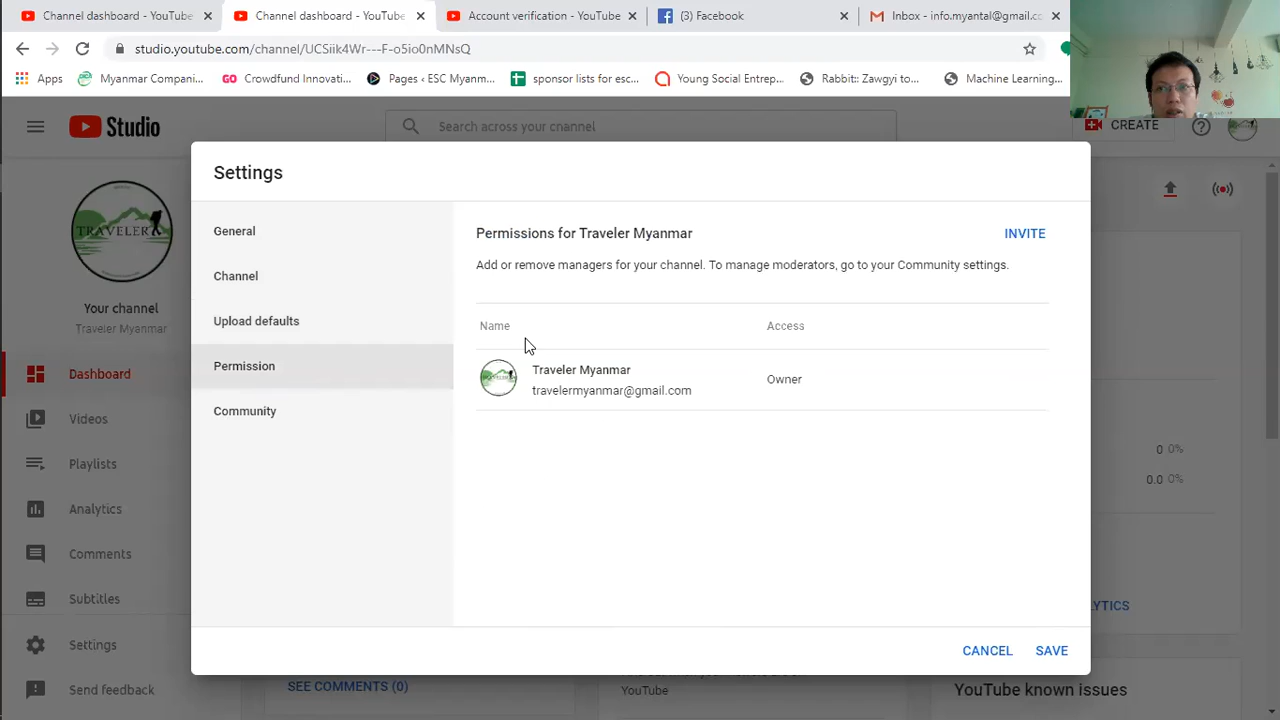 Channel dashboard - YouTube
Channel dashboard - YouTube
Account verification - YouTube
(3) Facebook
Inbox - info.myantal@gmail.cc
studio.youtube.com/channel/UCSiik4Wr---F-o5io0nMNsQ
Apps
Myanmar Compani...
GO Crowdfund Innovati...
Pages ‹ ESC Myanm...
sponsor lists for esc...
Young Social Entrep...
Rabbit:: Zawgyi to...
Machine Learning...
Studio
Search across your channel
CREATE
TRAVELER
Your channel
Traveler Myanmar
Dashboard
Videos
Playlists
Analytics
Comments
Subtitles
Settings
Send feedback
Settings
General
Channel
Upload defaults
Permission
Community
Permissions for Traveler Myanmar
INVITE
Add or remove managers for your channel. To manage moderators, go to your Community settings.
Name
Access
Traveler Myanmar
travelermyanmar@gmail.com
Owner
CANCEL
SAVE
0 0%
0.0 0%
LYTICS
SEE COMMENTS (0)
YouTube
YouTube known issues